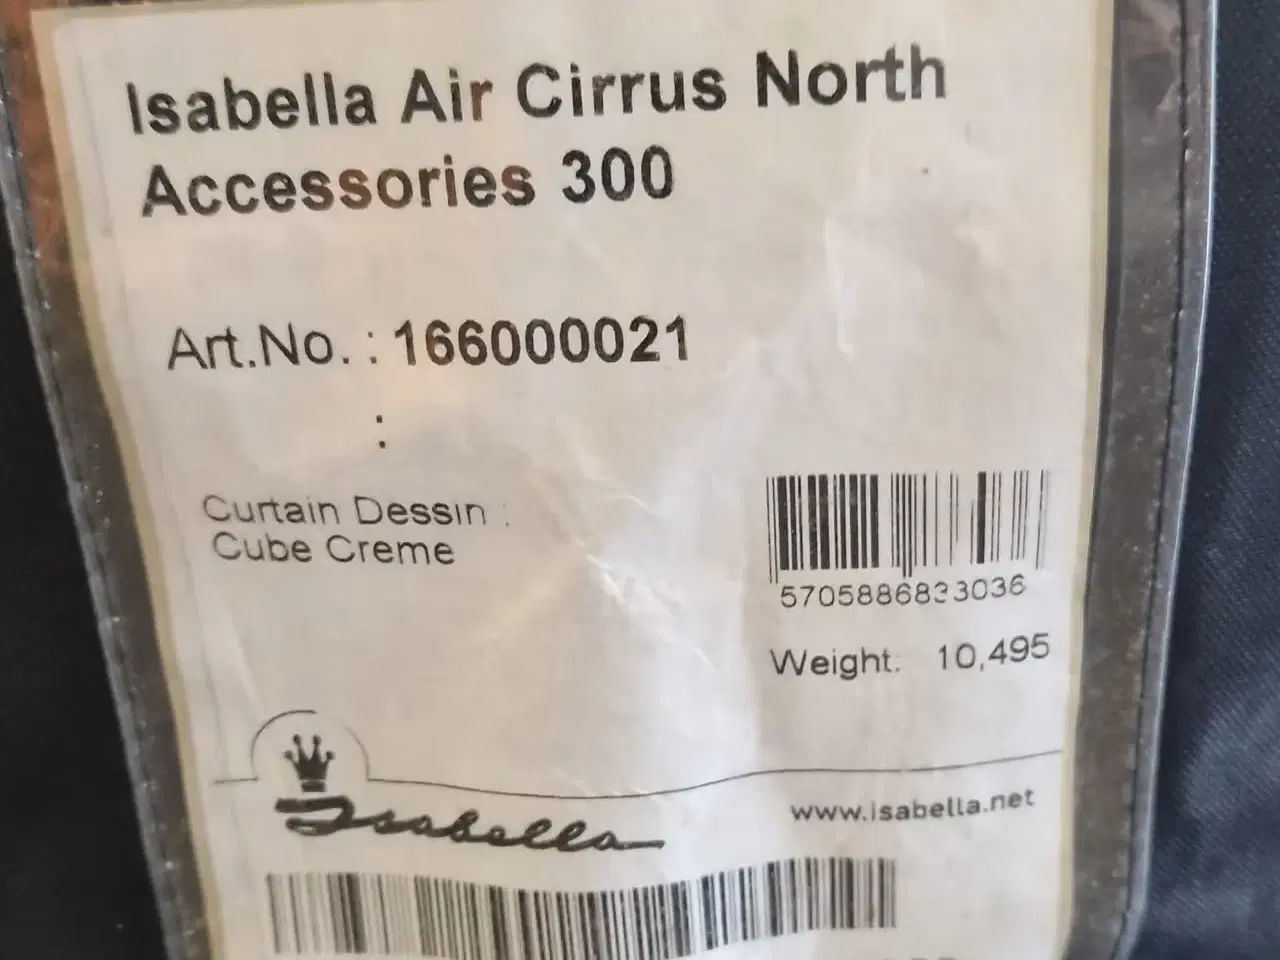 Isabella Air Cirrus North
Accessories 300
Art.No. : 166000021
:
Curtain Dessin :
Cube Creme
5705886833036
Weight: 10,495
Isabella
www.isabella.net